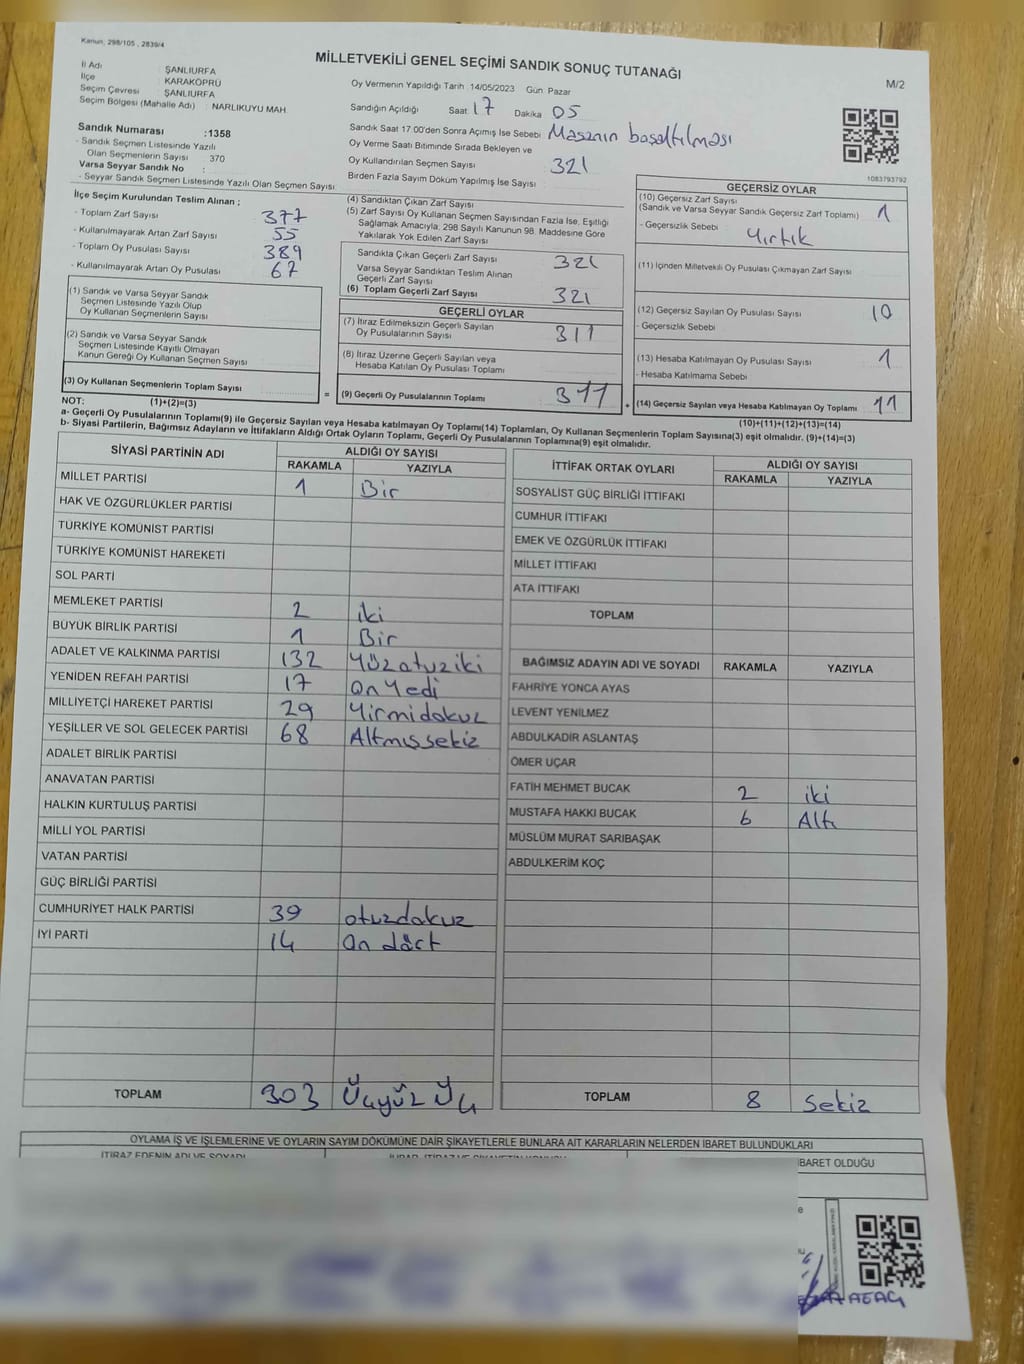 Kanun, 298/105 , 2839/4
MİLLETVEKİLİ GENEL SEÇİMİ SANDIK SONUÇ TUTANAĞI
M/2
İl Adı : ŞANLIURFA
İlçe : KARAKÖPRÜ
Seçim Çevresi : ŞANLIURFA
Seçim Bölgesi (Mahalle Adı) : NARLIKUYU MAH.
Sandık Numarası :1358
- Sandık Seçmen Listesinde Yazılı
Olan Seçmenlerin Sayısı : 370
Varsa Seyyar Sandık No :
- Seyyar Sandık Seçmen Listesinde Yazılı Olan Seçmen Sayısı:
Oy Vermenin Yapıldığı Tarih :14/05/2023 Gün :Pazar
Sandığın Açıldığı Saat 17 Dakika 05
Sandık Saat 17.00'den Sonra Açımış İse Sebebi Masanın boşaltılması
Oy Verme Saati Bitiminde Sırada Bekleyen ve
Oy Kullandırılan Seçmen Sayısı 321
Birden Fazla Sayım Döküm Yapılmış İse Sayısı
1083793792
İlçe Seçim Kurulundan Teslim Alınan ;
- Toplam Zarf Sayısı 377
- Kullanılmayarak Artan Zarf Sayısı 55
- Toplam Oy Pusulası Sayısı 389
- Kullanılmayarak Artan Oy Pusulası 67
(1) Sandık ve Varsa Seyyar Sandık
Seçmen Listesinde Yazılı Olup
Oy Kullanan Seçmenlerin Sayısı
(2) Sandık ve Varsa Seyyar Sandık
Seçmen Listesinde Kayıtlı Olmayan
Kanun Gereği Oy Kullanan Seçmen Sayısı
(3) Oy Kullanan Seçmenlerin Toplam Sayısı
(4) Sandıktan Çıkan Zarf Sayısı
(5) Zarf Sayısı Oy Kullanan Seçmen Sayısından Fazla İse, Eşitliği
Sağlamak Amacıyla; 298 Sayılı Kanunun 98. Maddesine Göre
Yakılarak Yok Edilen Zarf Sayısı
Sandıkta Çıkan Geçerli Zarf Sayısı 321
Varsa Seyyar Sandıktan Teslim Alınan
Geçerli Zarf Sayısı
(6) Toplam Geçerli Zarf Sayısı 321
GEÇERLİ OYLAR
(7) İtiraz Edilmeksizin Geçerli Sayılan
Oy Pusulalarının Sayısı 311
(8) İtiraz Üzerine Geçerli Sayılan veya
Hesaba Katılan Oy Pusulası Toplamı
= (9) Geçerli Oy Pusulalarının Toplamı 311
GEÇERSİZ OYLAR
(10) Geçersiz Zarf Sayısı
(Sandık ve Varsa Seyyar Sandık Geçersiz Zarf Toplamı) 1
- Geçersizlik Sebebi Yırtık
(11) İçinden Milletvekili Oy Pusulası Çıkmayan Zarf Sayısı
(12) Geçersiz Sayılan Oy Pusulası Sayısı 10
- Geçersizlik Sebebi
(13) Hesaba Katılmayan Oy Pusulası Sayısı 1
- Hesaba Katılmama Sebebi
+ (14) Geçersiz Sayılan veya Hesaba Katılmayan Oy Toplamı 11
NOT: (1)+(2)=(3)
(10)+(11)+(12)+(13)=(14)
a- Geçerli Oy Pusulalarının Toplamı(9) ile Geçersiz Sayılan veya Hesaba katılmayan Oy Toplamı(14) Toplamları, Oy Kullanan Seçmenlerin Toplam Sayısına(3) eşit olmalıdır. (9)+(14)=(3)
b- Siyasi Partilerin, Bağımsız Adayların ve İttifakların Aldığı Ortak Oyların Toplamı, Geçerli Oy Pusulalarının Toplamına(9) eşit olmalıdır.
SİYASİ PARTİNİN ADI ALDIĞI OY SAYISI
RAKAMLA YAZIYLA
MİLLET PARTİSİ 1 Bir
HAK VE ÖZGÜRLÜKLER PARTİSİ
TÜRKİYE KOMÜNİST PARTİSİ
TÜRKİYE KOMÜNİST HAREKETİ
SOL PARTİ
MEMLEKET PARTİSİ 2 iki
BÜYÜK BİRLİK PARTİSİ 1 Bir
ADALET VE KALKINMA PARTİSİ 132 Yüzotuziki
YENİDEN REFAH PARTİSİ 17 On Yedi
MİLLİYETÇİ HAREKET PARTİSİ 29 Yirmidokuz
YEŞİLLER VE SOL GELECEK PARTİSİ 68 Altmışsekiz
ADALET BİRLİK PARTİSİ
ANAVATAN PARTİSİ
HALKIN KURTULUŞ PARTİSİ
MİLLİ YOL PARTİSİ
VATAN PARTİSİ
GÜÇ BİRLİĞİ PARTİSİ
CUMHURİYET HALK PARTİSİ 39 otuzdokuz
İYİ PARTİ 14 On dört
TOPLAM 303 Üçyüz Üç
İTTİFAK ORTAK OYLARI ALDIĞI OY SAYISI
RAKAMLA YAZIYLA
SOSYALİST GÜÇ BİRLİĞİ İTTİFAKI
CUMHUR İTTİFAKI
EMEK VE ÖZGÜRLÜK İTTİFAKI
MİLLET İTTİFAKI
ATA İTTİFAKI
TOPLAM
BAĞIMSIZ ADAYIN ADI VE SOYADI RAKAMLA YAZIYLA
FAHRİYE YONCA AYAS
LEVENT YENİLMEZ
ABDULKADİR ASLANTAŞ
ÖMER UÇAR
FATİH MEHMET BUCAK 2 iki
MUSTAFA HAKKI BUCAK 6 Altı
MÜSLÜM MURAT SARIBAŞAK
ABDULKERİM KOÇ
TOPLAM 8 Sekiz
OYLAMA İŞ VE İŞLEMLERİNE VE OYLARIN SAYIM DÖKÜMÜNE DAİR ŞİKAYETLERLE BUNLARA AİT KARARLARIN NELERDEN İBARET BULUNDUKLARI
İTİRAZ EDENİN ADI VE SOYADI
BARET OLDUĞU